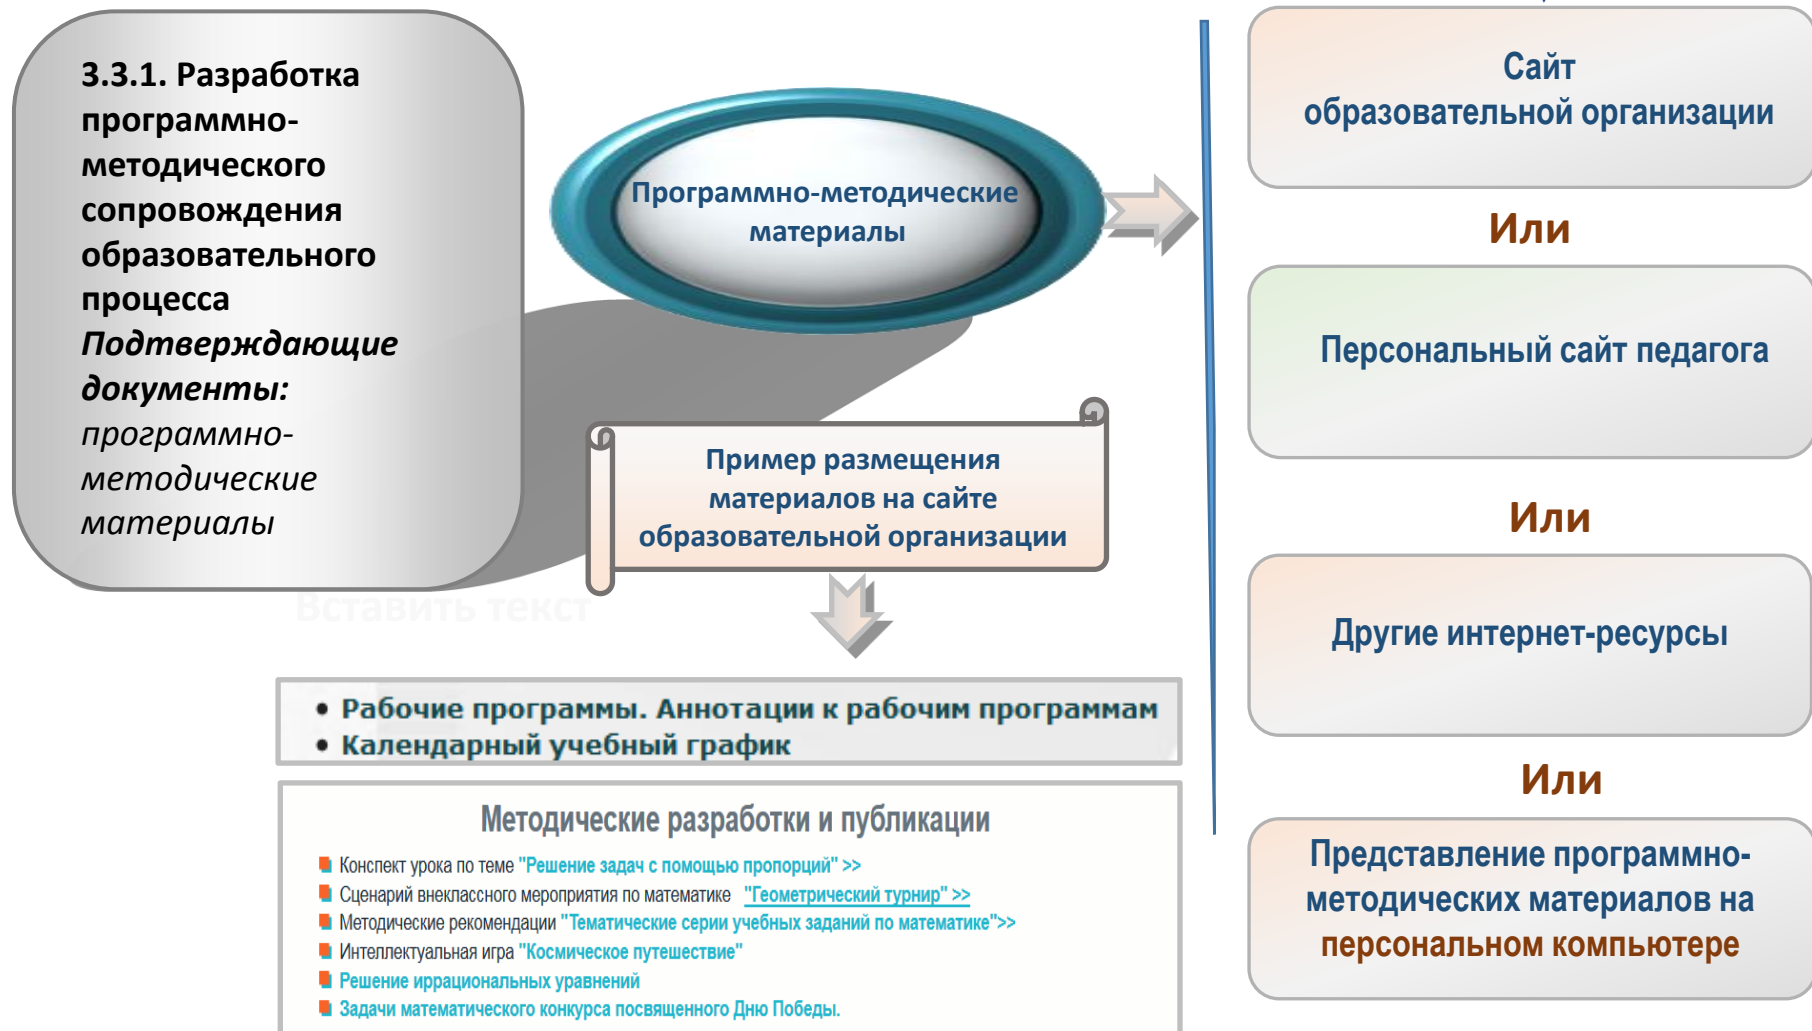 3.3.1. Разработка
программно-
методического
сопровождения
образовательного
процесса
Подтверждающие
документы:
программно-
методические
материалы
Программно-методические
материалы
Пример размещения
материалов на сайте
образовательной организации
Вставить текст
• Рабочие программы. Аннотации к рабочим программам
• Календарный учебный график
Методические разработки и публикации
Конспект урока по теме "Решение задач с помощью пропорций" >>
Сценарий внеклассного мероприятия по математике "Геометрический турнир" >>
Методические рекомендации "Тематические серии учебных заданий по математике">>
Интеллектуальная игра "Космическое путешествие"
Решение иррациональных уравнений
Задачи математического конкурса посвященного Дню Победы.
Сайт
образовательной организации
Или
Персональный сайт педагога
Или
Другие интернет-ресурсы
Или
Представление программно-
методических материалов на
персональном компьютере